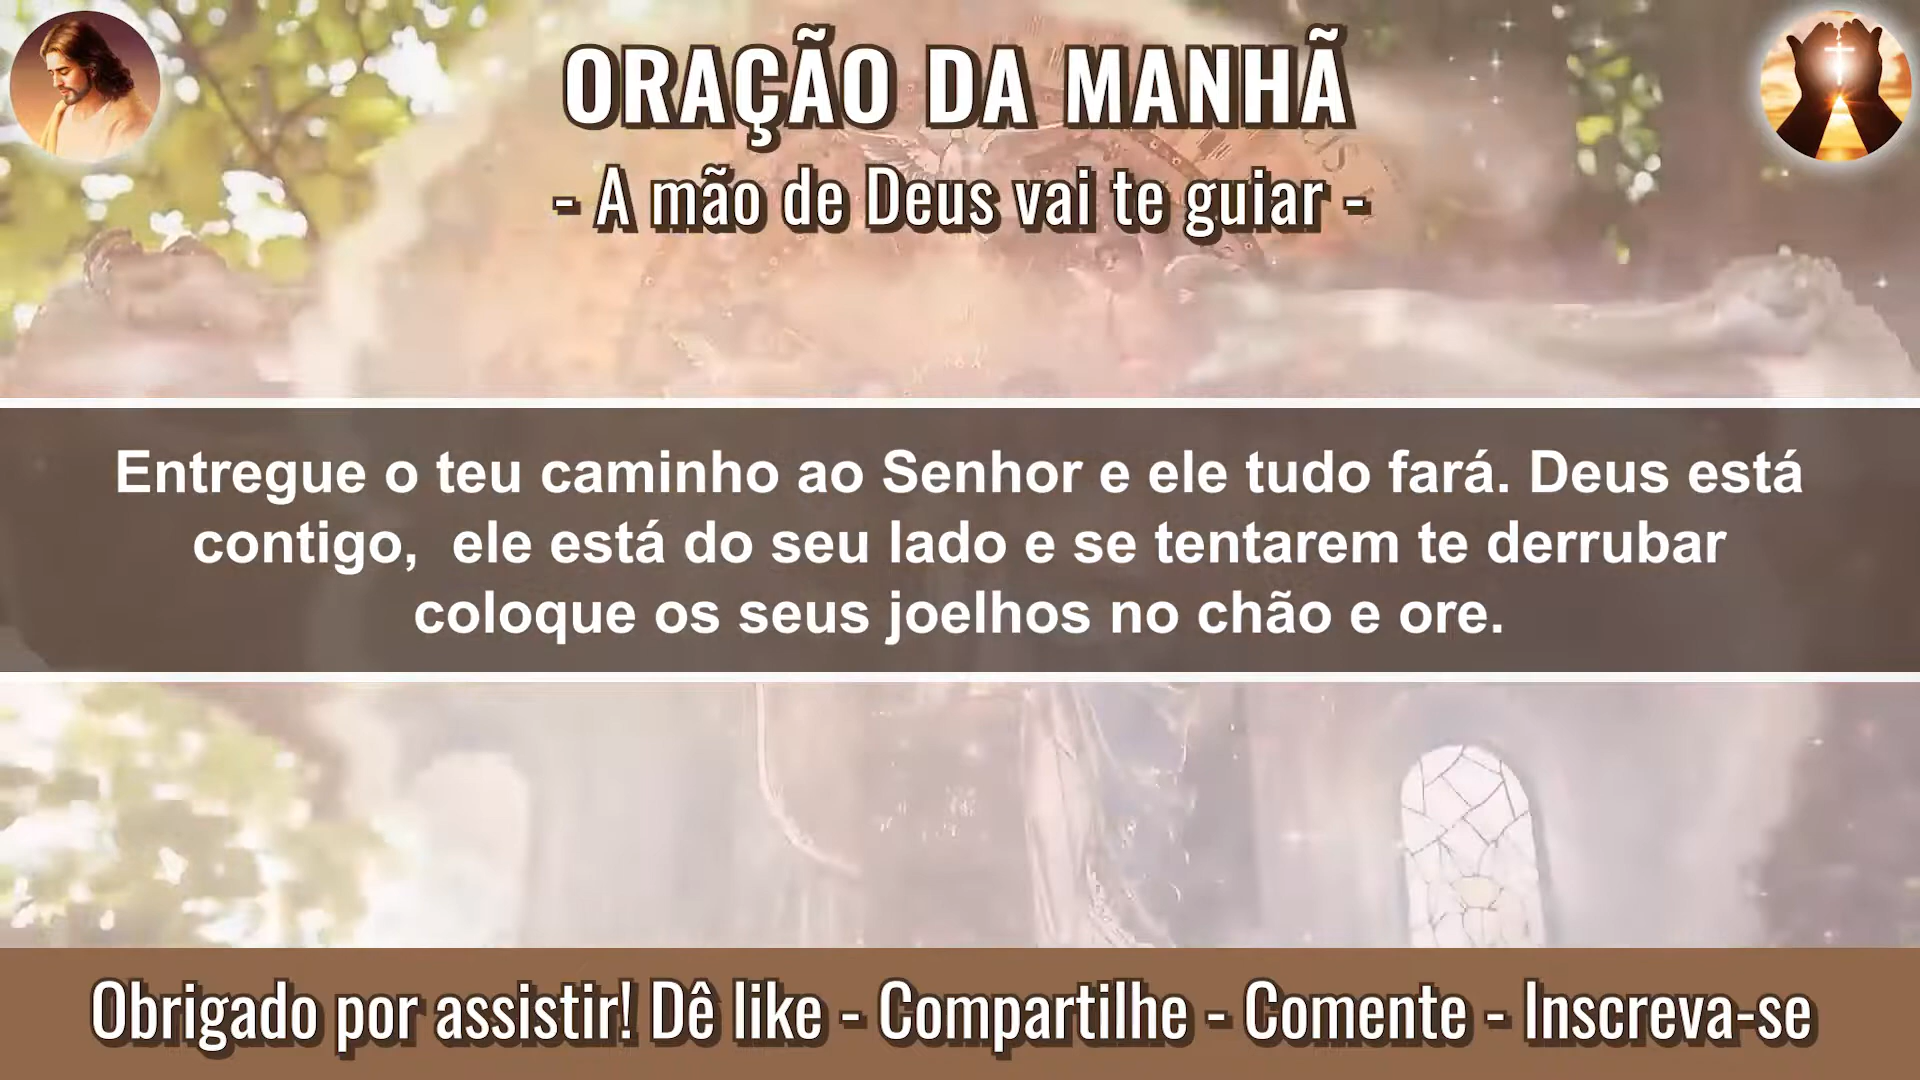 ORAÇÃO DA MANHÃ
- A mão de Deus vai te guiar -
Entregue o teu caminho ao Senhor e ele tudo fará. Deus está
contigo,  ele está do seu lado e se tentarem te derrubar
coloque os seus joelhos no chão e ore.
Obrigado por assistir! Dê like - Compartilhe - Comente - Inscreva-se